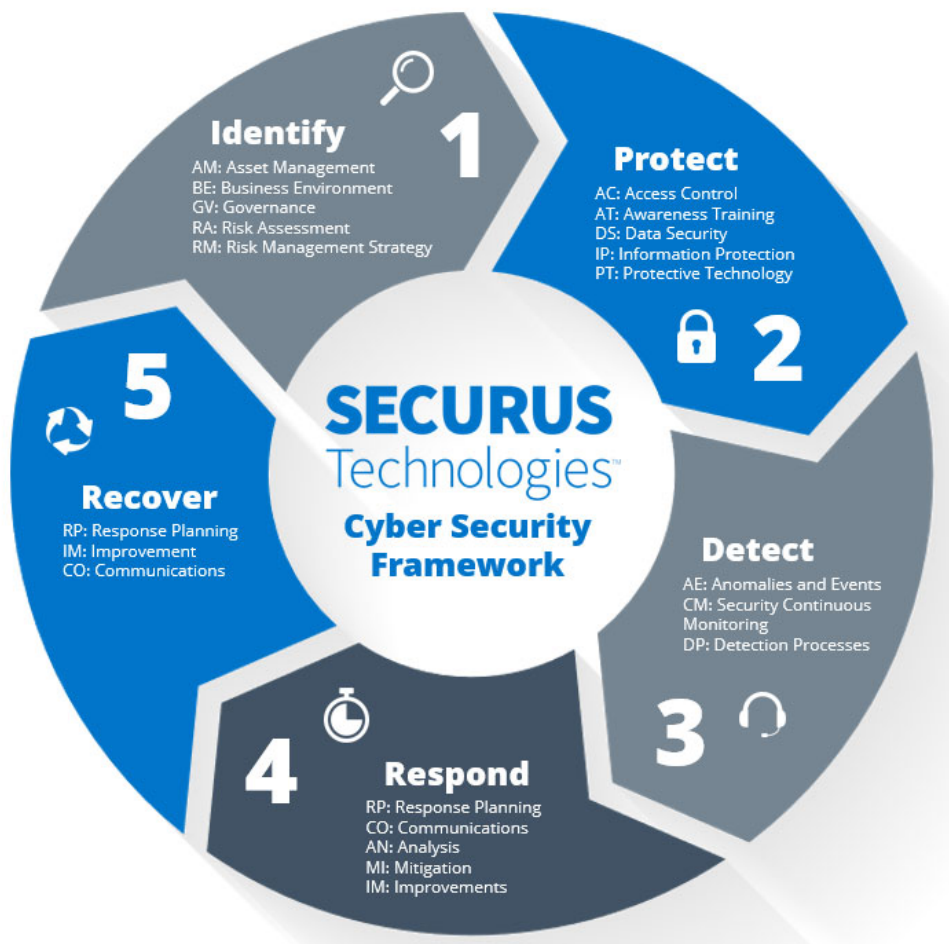 Identify
1
AM: Asset Management
BE: Business Environment
GV: Governance
RA: Risk Assessment
RM: Risk Management Strategy
Protect
AC: Access Control
AT: Awareness Training
DS: Data Security
IP: Information Protection
PT: Protective Technology
2
Detect
AE: Anomalies and Events
CM: Security Continuous
Monitoring
DP: Detection Processes
3
4
Respond
RP: Response Planning
CO: Communications
AN: Analysis
MI: Mitigation
IM: Improvements
5
Recover
RP: Response Planning
IM: Improvement
CO: Communications
SECURUS
Technologies™
Cyber Security
Framework